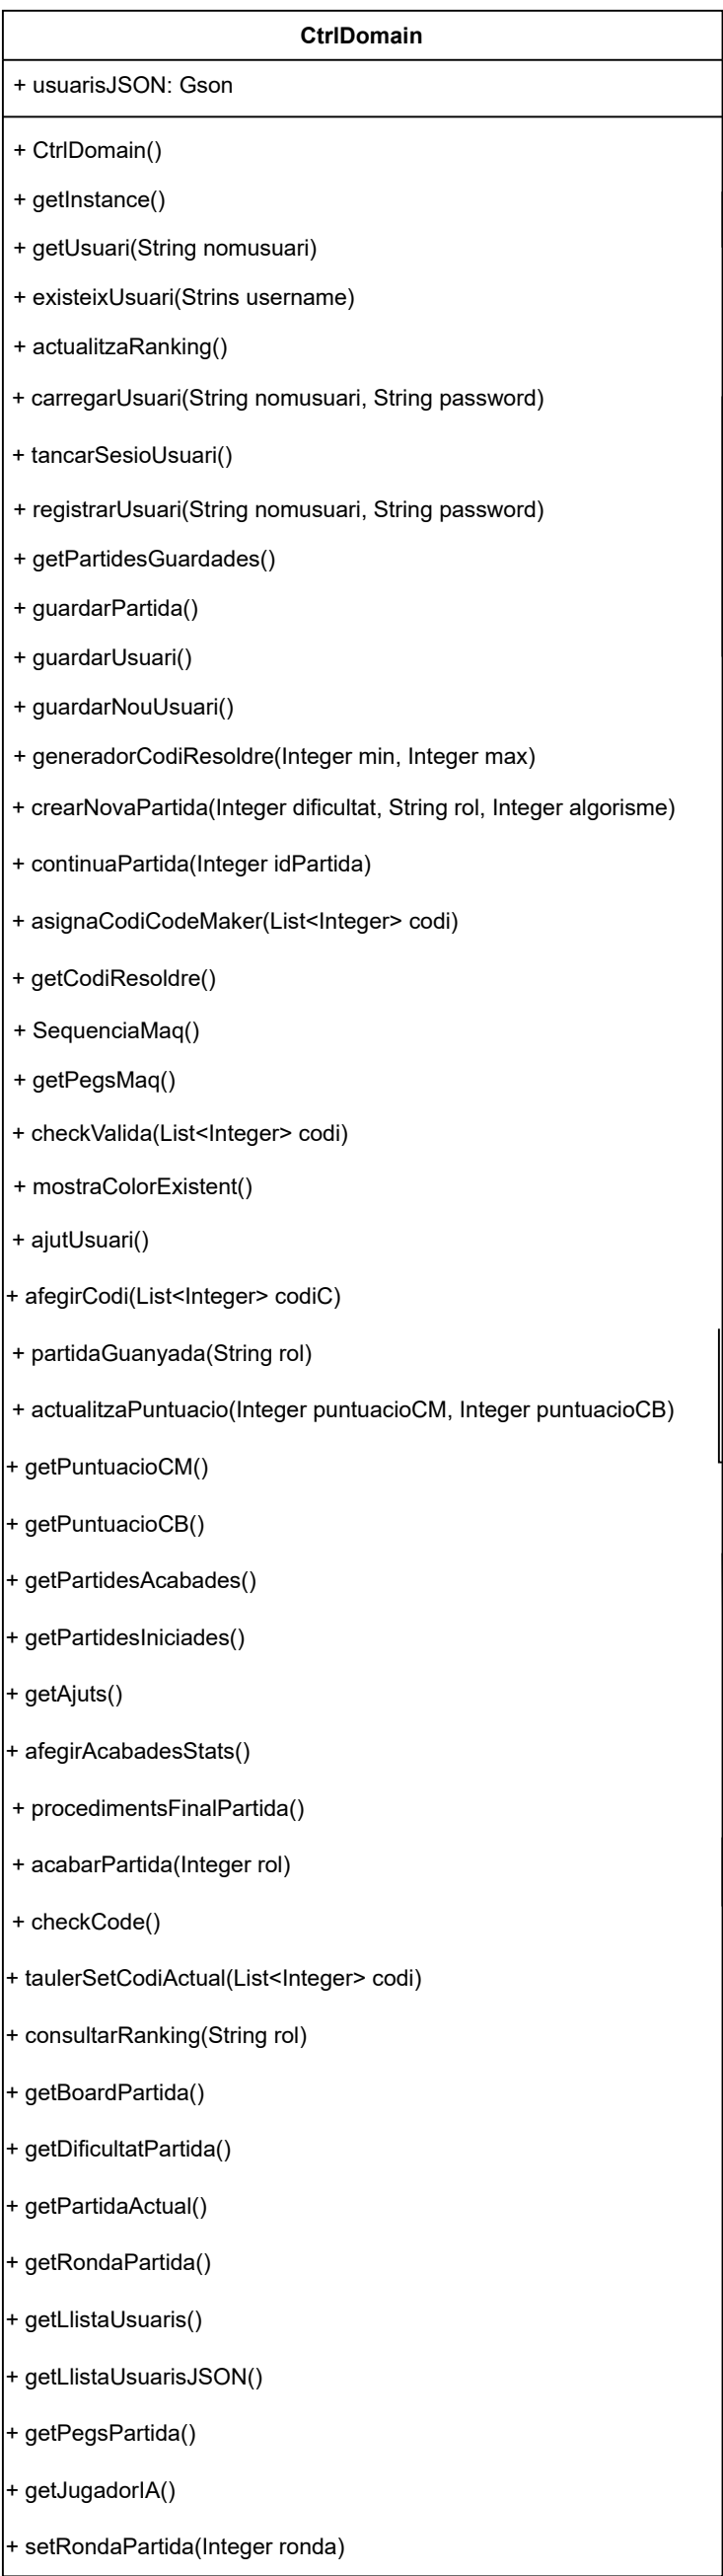 CtrlDomain
+ usuarisJSON: Gson
+ CtrlDomain()
+ getInstance()
+ getUsuari(String nomusuari)
+ existeixUsuari(Strins username)
+ actualitzaRanking()
+ carregarUsuari(String nomusuari, String password)
+ tancarSesioUsuari()
+ registrarUsuari(String nomusuari, String password)
+ getPartidesGuardades()
+ guardarPartida()
+ guardarUsuari()
+ guardarNouUsuari()
+ generadorCodiResoldre(Integer min, Integer max)
+ crearNovaPartida(Integer dificultat, String rol, Integer algorisme)
+ continuaPartida(Integer idPartida)
+ asignaCodiCodeMaker(List<Integer> codi)
+ getCodiResoldre()
+ SequenciaMaq()
+ getPegsMaq()
+ checkValida(List<Integer> codi)
+ mostraColorExistent()
+ ajutUsuari()
+ afegirCodi(List<Integer> codiC)
+ partidaGuanyada(String rol)
+ actualitzaPuntuacio(Integer puntuacioCM, Integer puntuacioCB)
+ getPuntuacioCM()
+ getPuntuacioCB()
+ getPartidesAcabades()
+ getPartidesIniciades()
+ getAjuts()
+ afegirAcabadesStats()
+ procedimentsFinalPartida()
+ acabarPartida(Integer rol)
+ checkCode()
+ taulerSetCodiActual(List<Integer> codi)
+ consultarRanking(String rol)
+ getBoardPartida()
+ getDificultatPartida()
+ getPartidaActual()
+ getRondaPartida()
+ getLlistaUsuaris()
+ getLlistaUsuarisJSON()
+ getPegsPartida()
+ getJugadorIA()
+ setRondaPartida(Integer ronda)